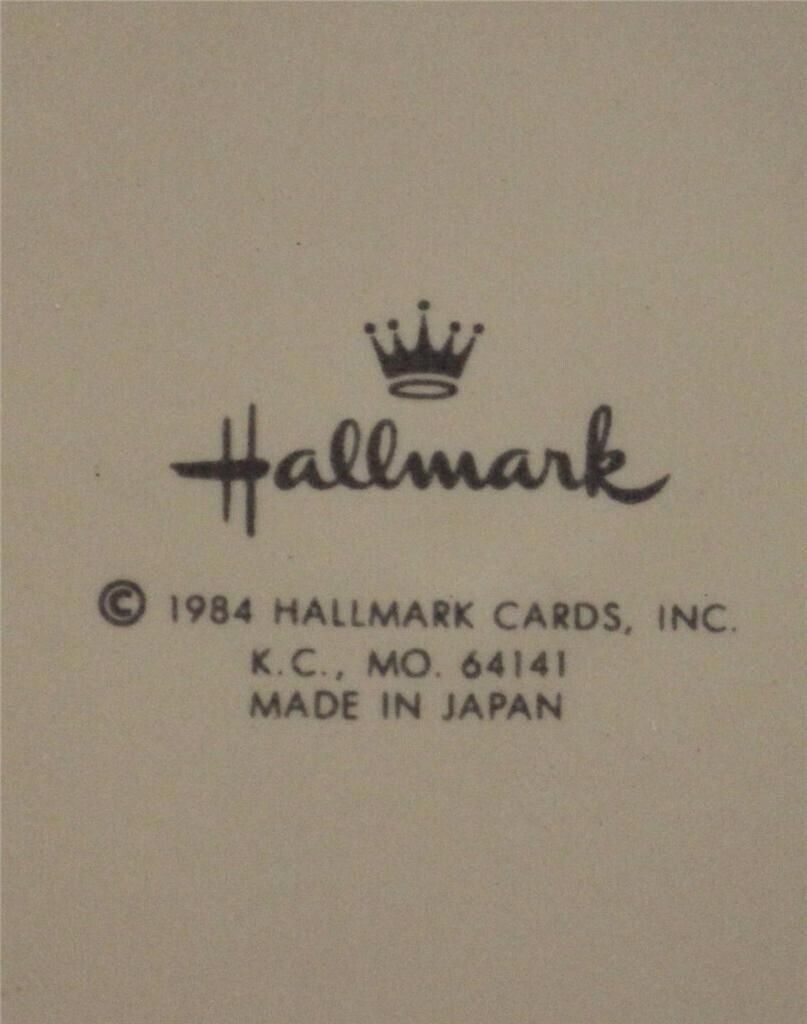 Hallmark
© 1984 HALLMARK CARDS, INC.
K.C., MO. 64141
MADE IN JAPAN